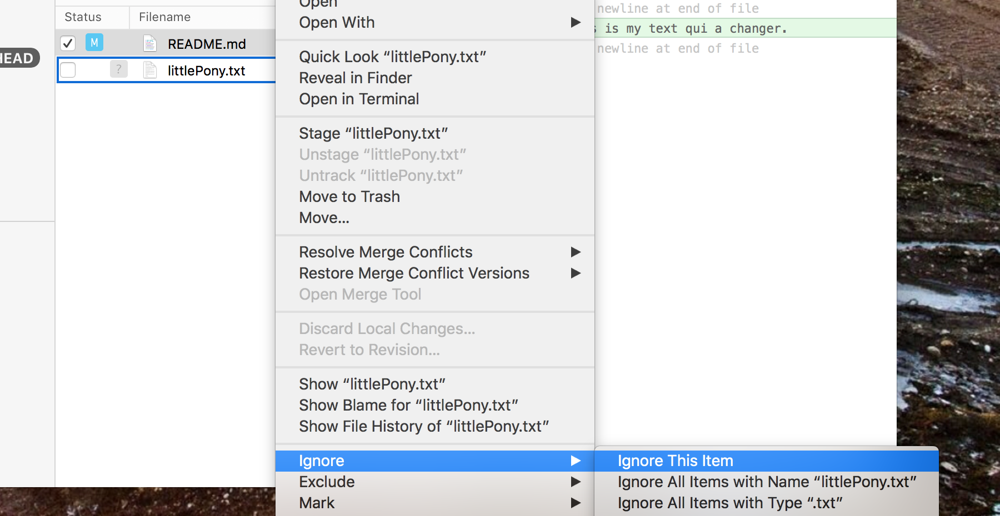 Status Filename
M README.md
HEAD
? littlePony.txt
Open
Open With
Quick Look “littlePony.txt”
Reveal in Finder
Open in Terminal
Stage “littlePony.txt”
Unstage “littlePony.txt”
Untrack “littlePony.txt”
Move to Trash
Move...
Resolve Merge Conflicts
Restore Merge Conflict Versions
Open Merge Tool
Discard Local Changes...
Revert to Revision...
Show “littlePony.txt”
Show Blame for “littlePony.txt”
Show File History of “littlePony.txt”
Ignore
Exclude
Mark
Ignore This Item
Ignore All Items with Name “littlePony.txt”
Ignore All Items with Type “.txt”
newline at end of file
s is my text qui a changer.
newline at end of file